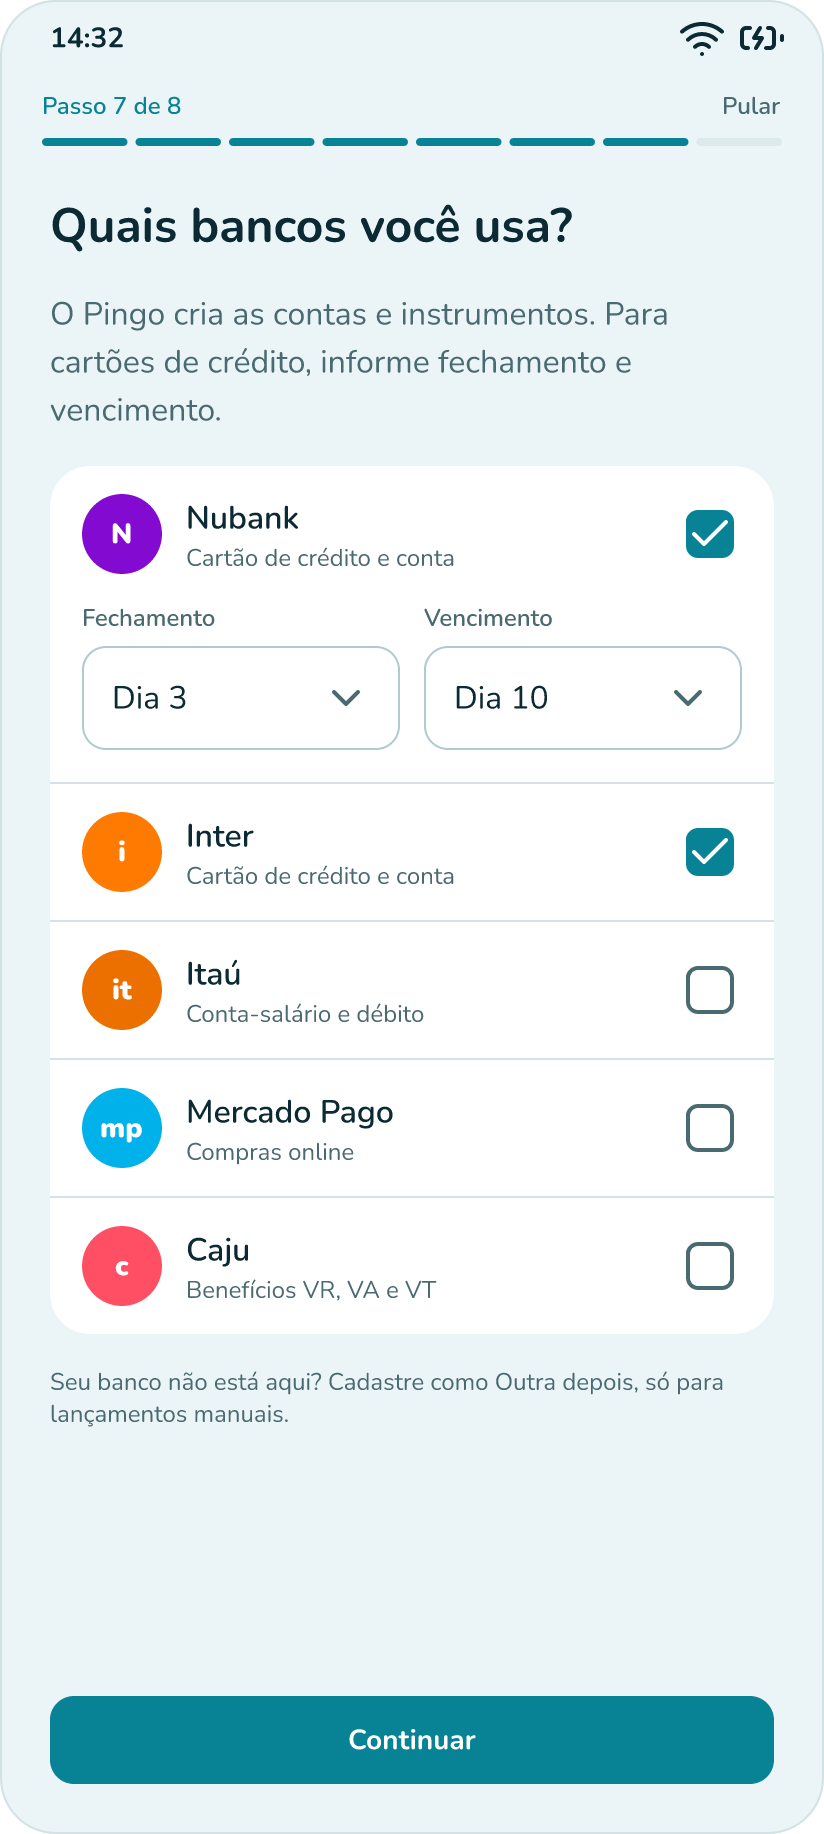 14:32
Passo 7 de 8
Pular
Quais bancos você usa?
O Pingo cria as contas e instrumentos. Para
cartões de crédito, informe fechamento e
vencimento.
N
Nubank
Cartão de crédito e conta
Fechamento
Vencimento
Dia 3
Dia 10
i
Inter
Cartão de crédito e conta
it
Itaú
Conta-salário e débito
mp
Mercado Pago
Compras online
c
Caju
Benefícios VR, VA e VT
Seu banco não está aqui? Cadastre como Outra depois, só para
lançamentos manuais.
Continuar